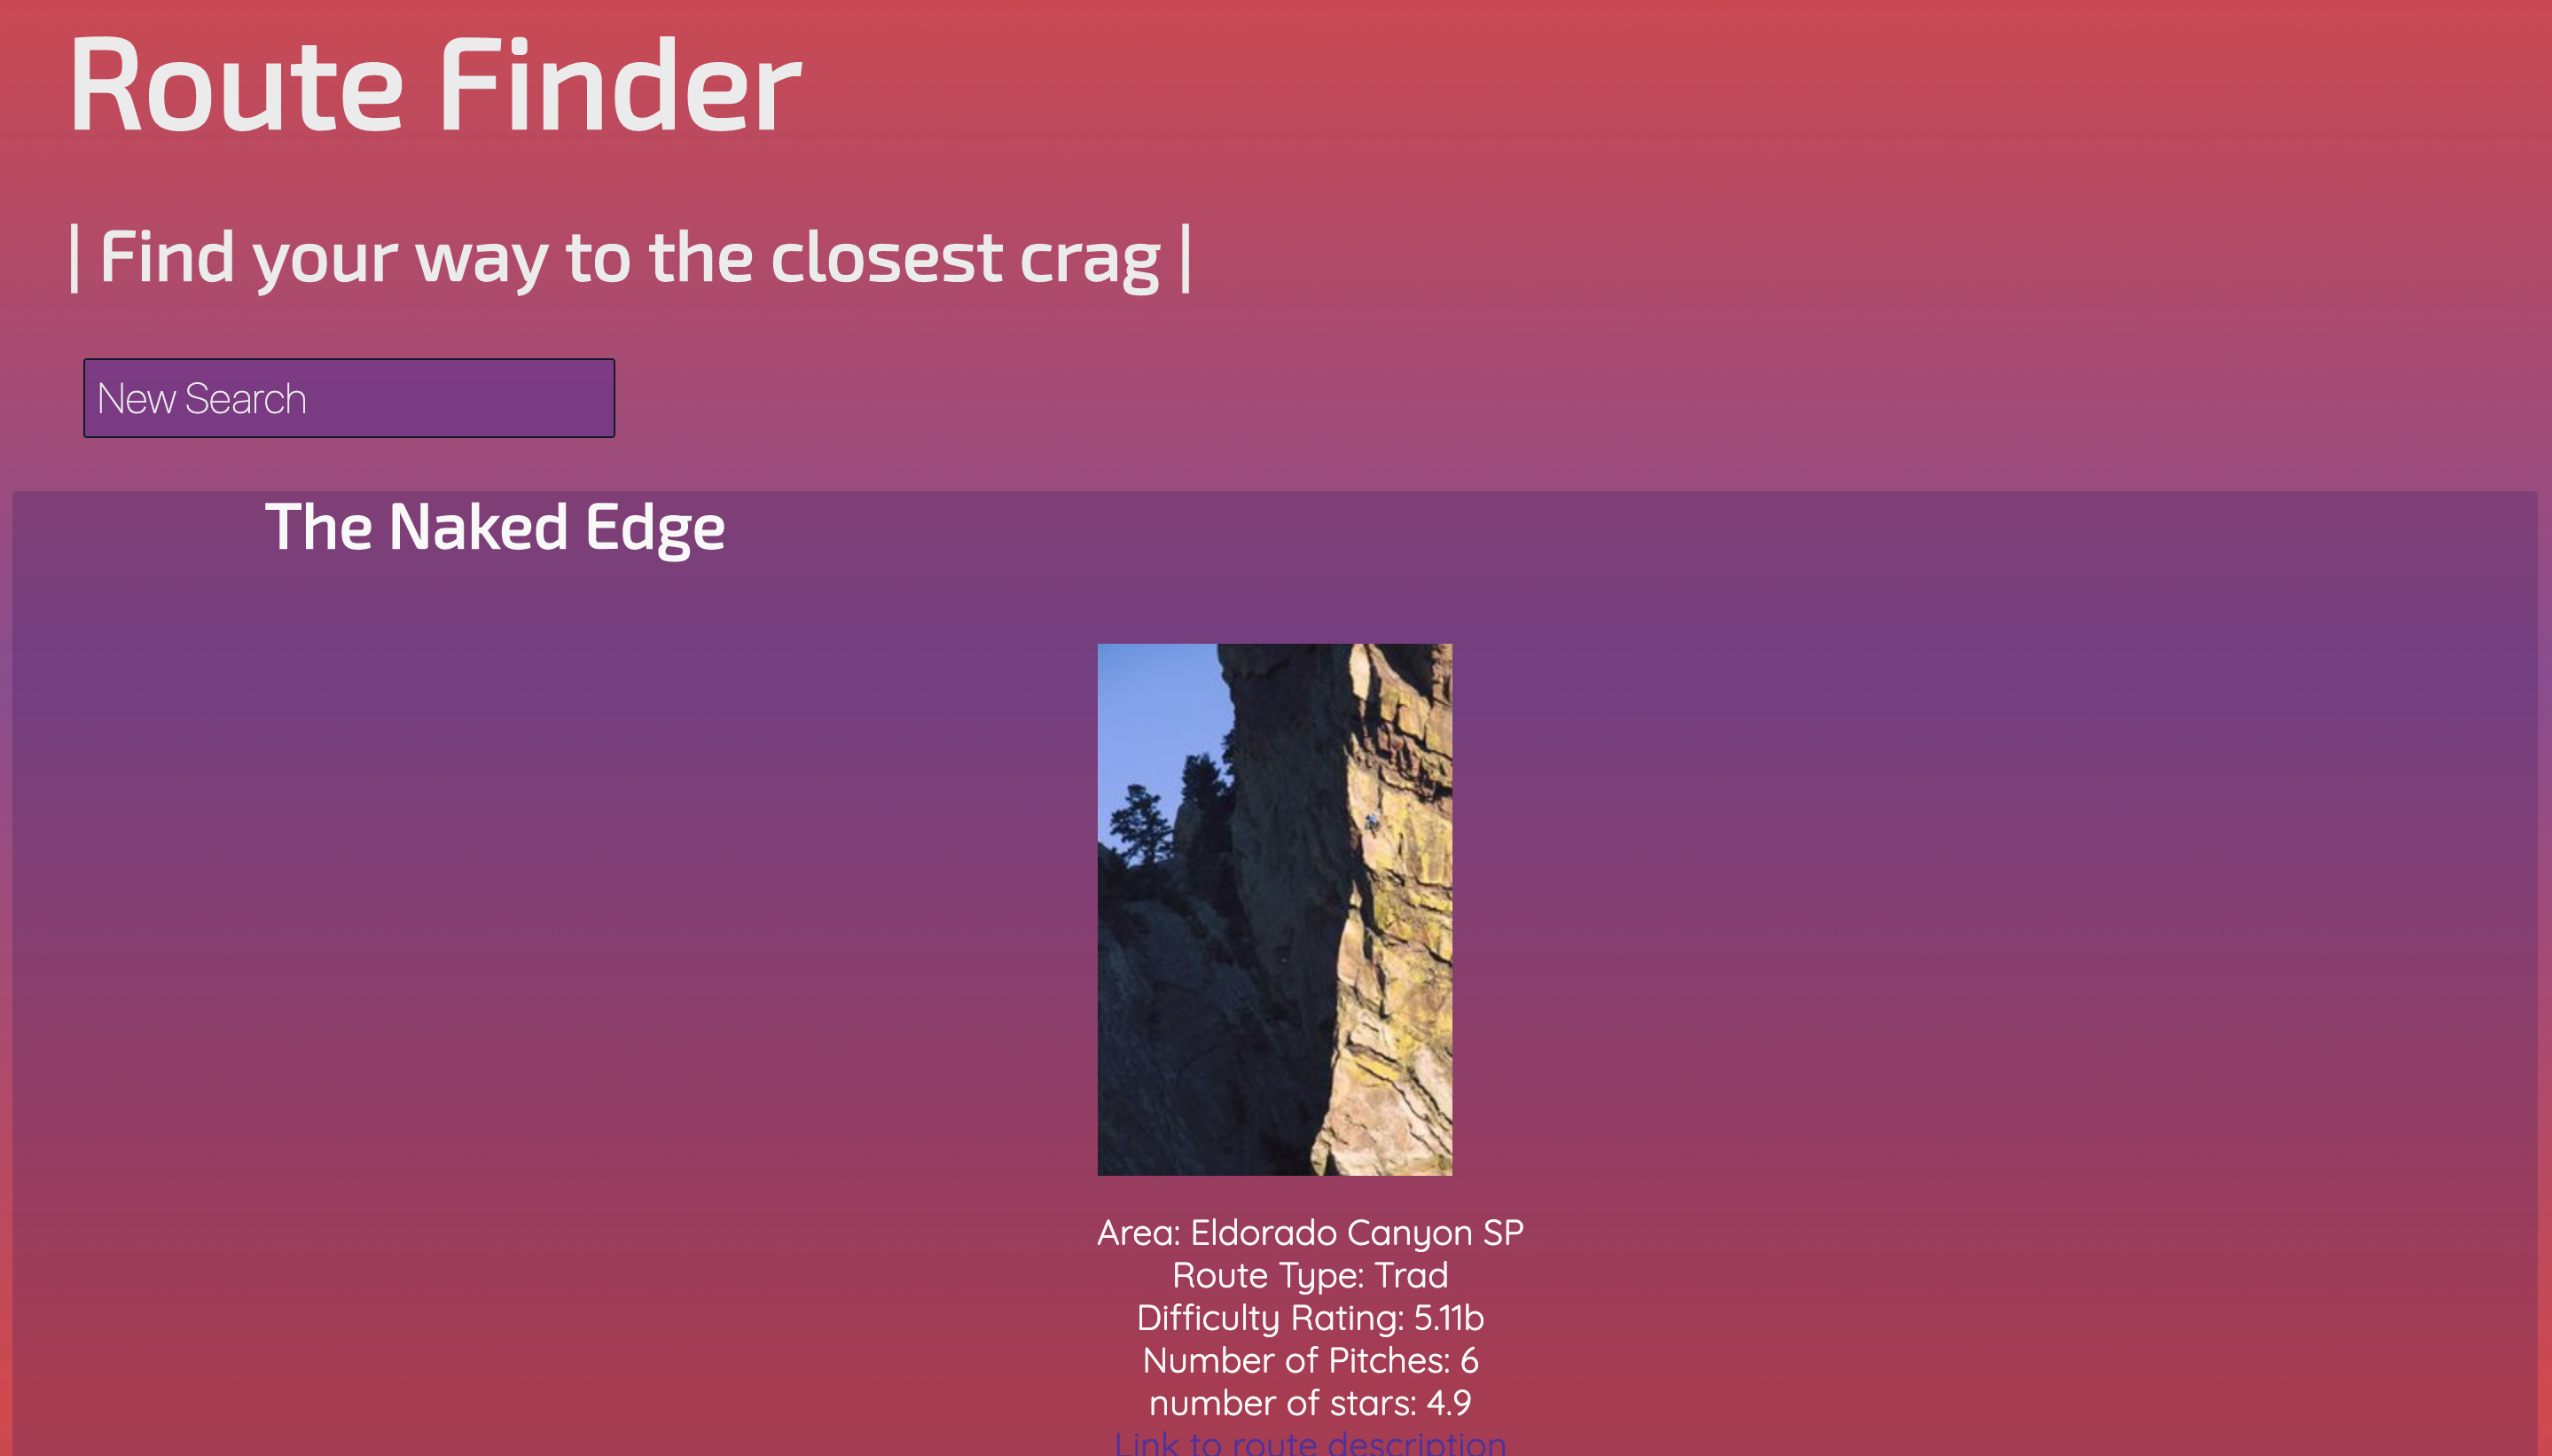 Route Finder
| Find your way to the closest crag |
New Search
The Naked Edge
Area: Eldorado Canyon SP
Route Type: Trad
Difficulty Rating: 5.11b
Number of Pitches: 6
number of stars: 4.9
Link to route description